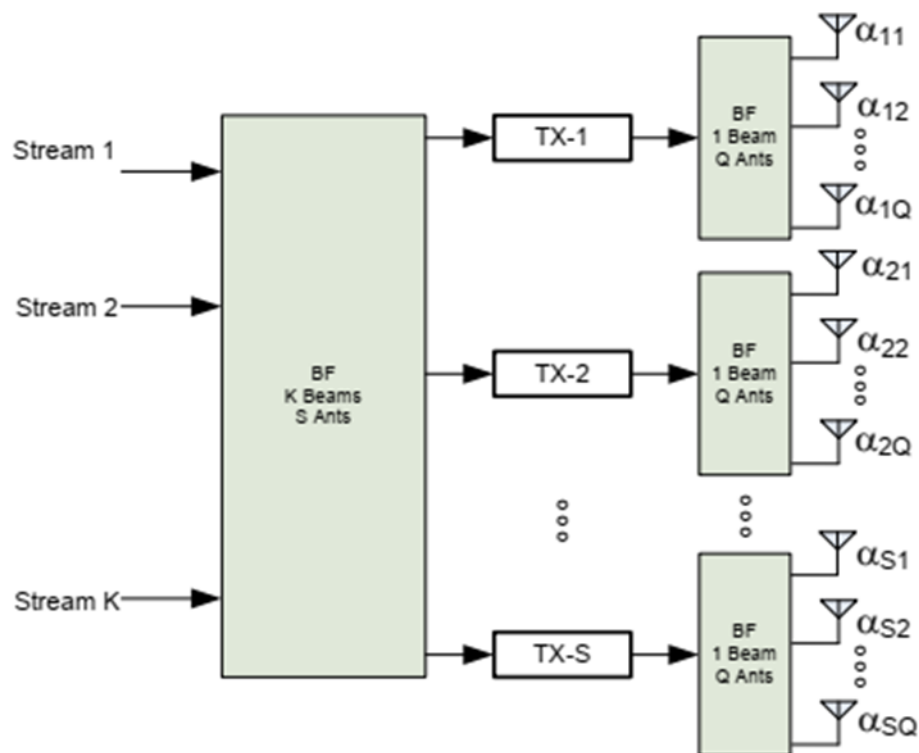 Stream 1
Stream 2
Stream K
BF
K Beams
S Ants
TX-1
TX-2
TX-S
BF
1 Beam
Q Ants
α11
α12
α1Q
BF
1 Beam
Q Ants
α21
α22
α2Q
BF
1 Beam
Q Ants
αS1
αS2
αSQ